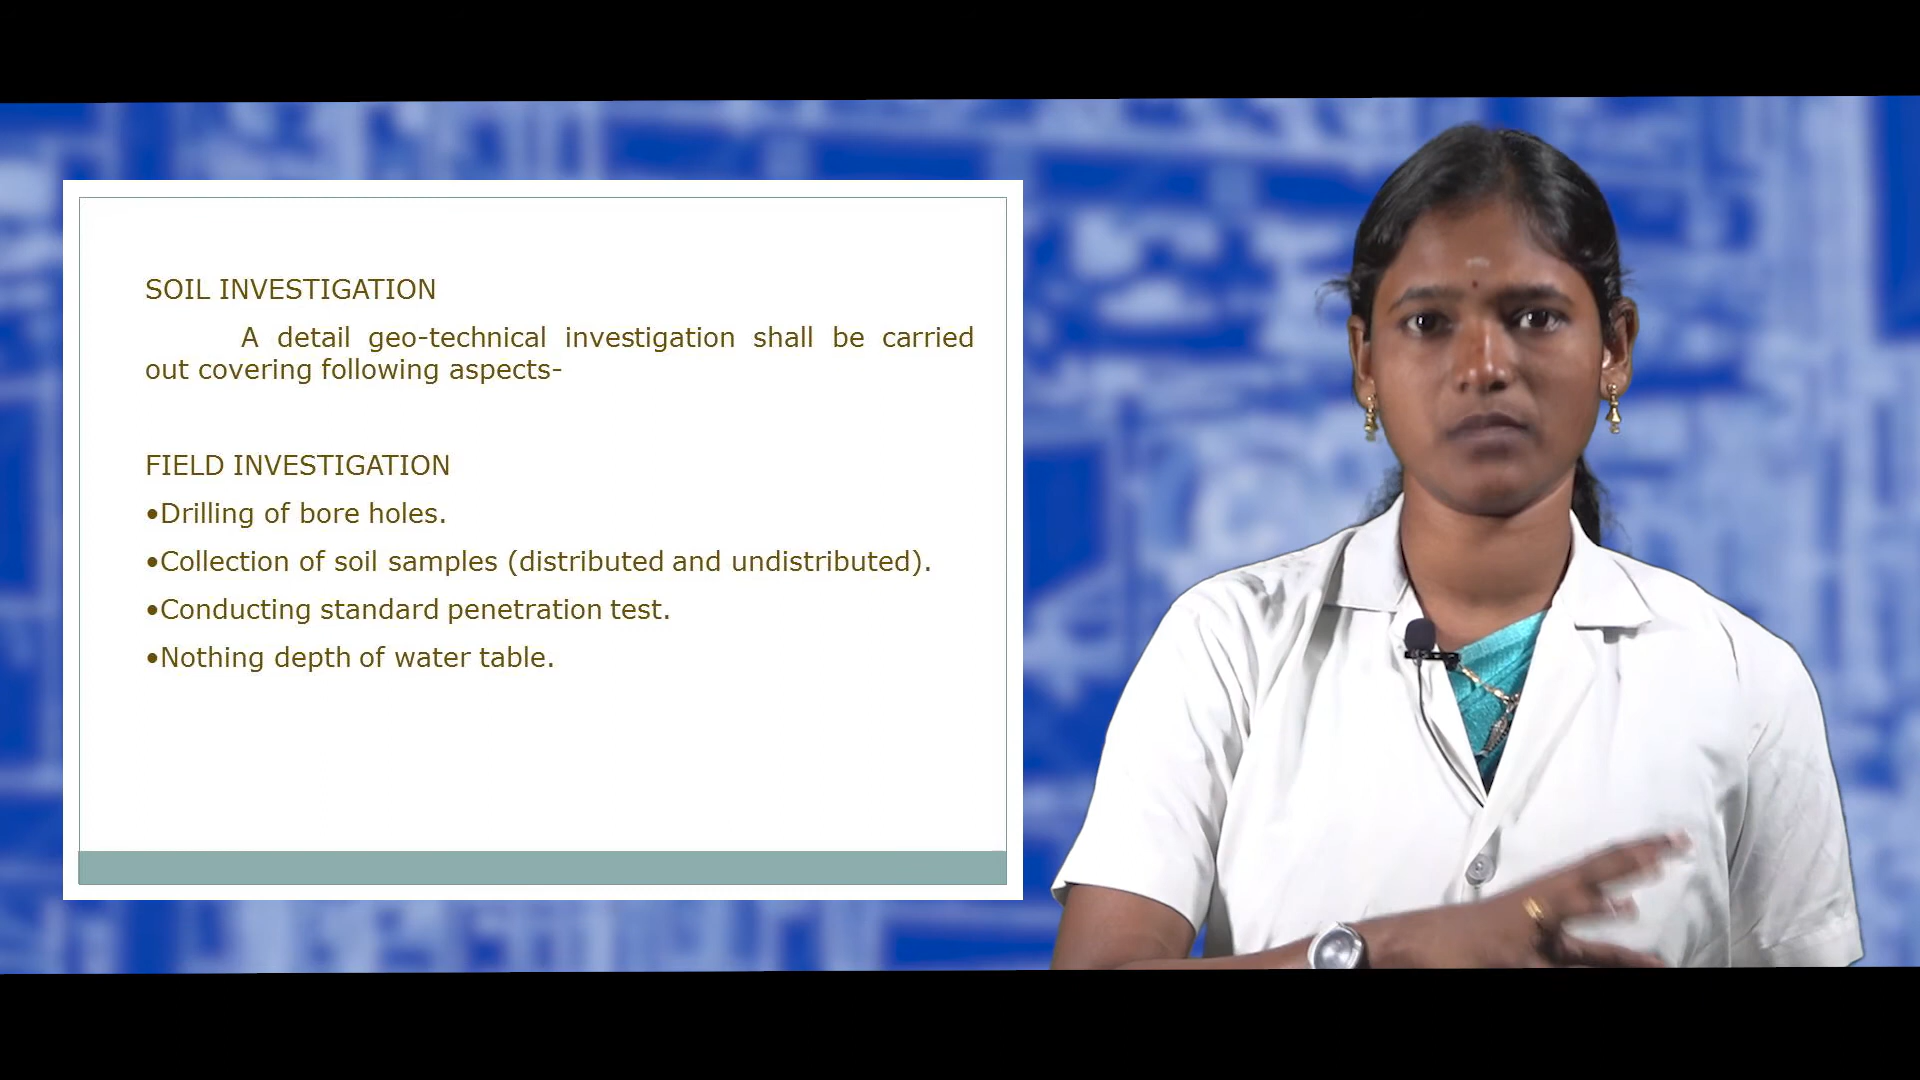 SOIL INVESTIGATION
A detail geo-technical investigation shall be carried
out covering following aspects-
FIELD INVESTIGATION
•Drilling of bore holes.
•Collection of soil samples (distributed and undistributed).
•Conducting standard penetration test.
•Nothing depth of water table.